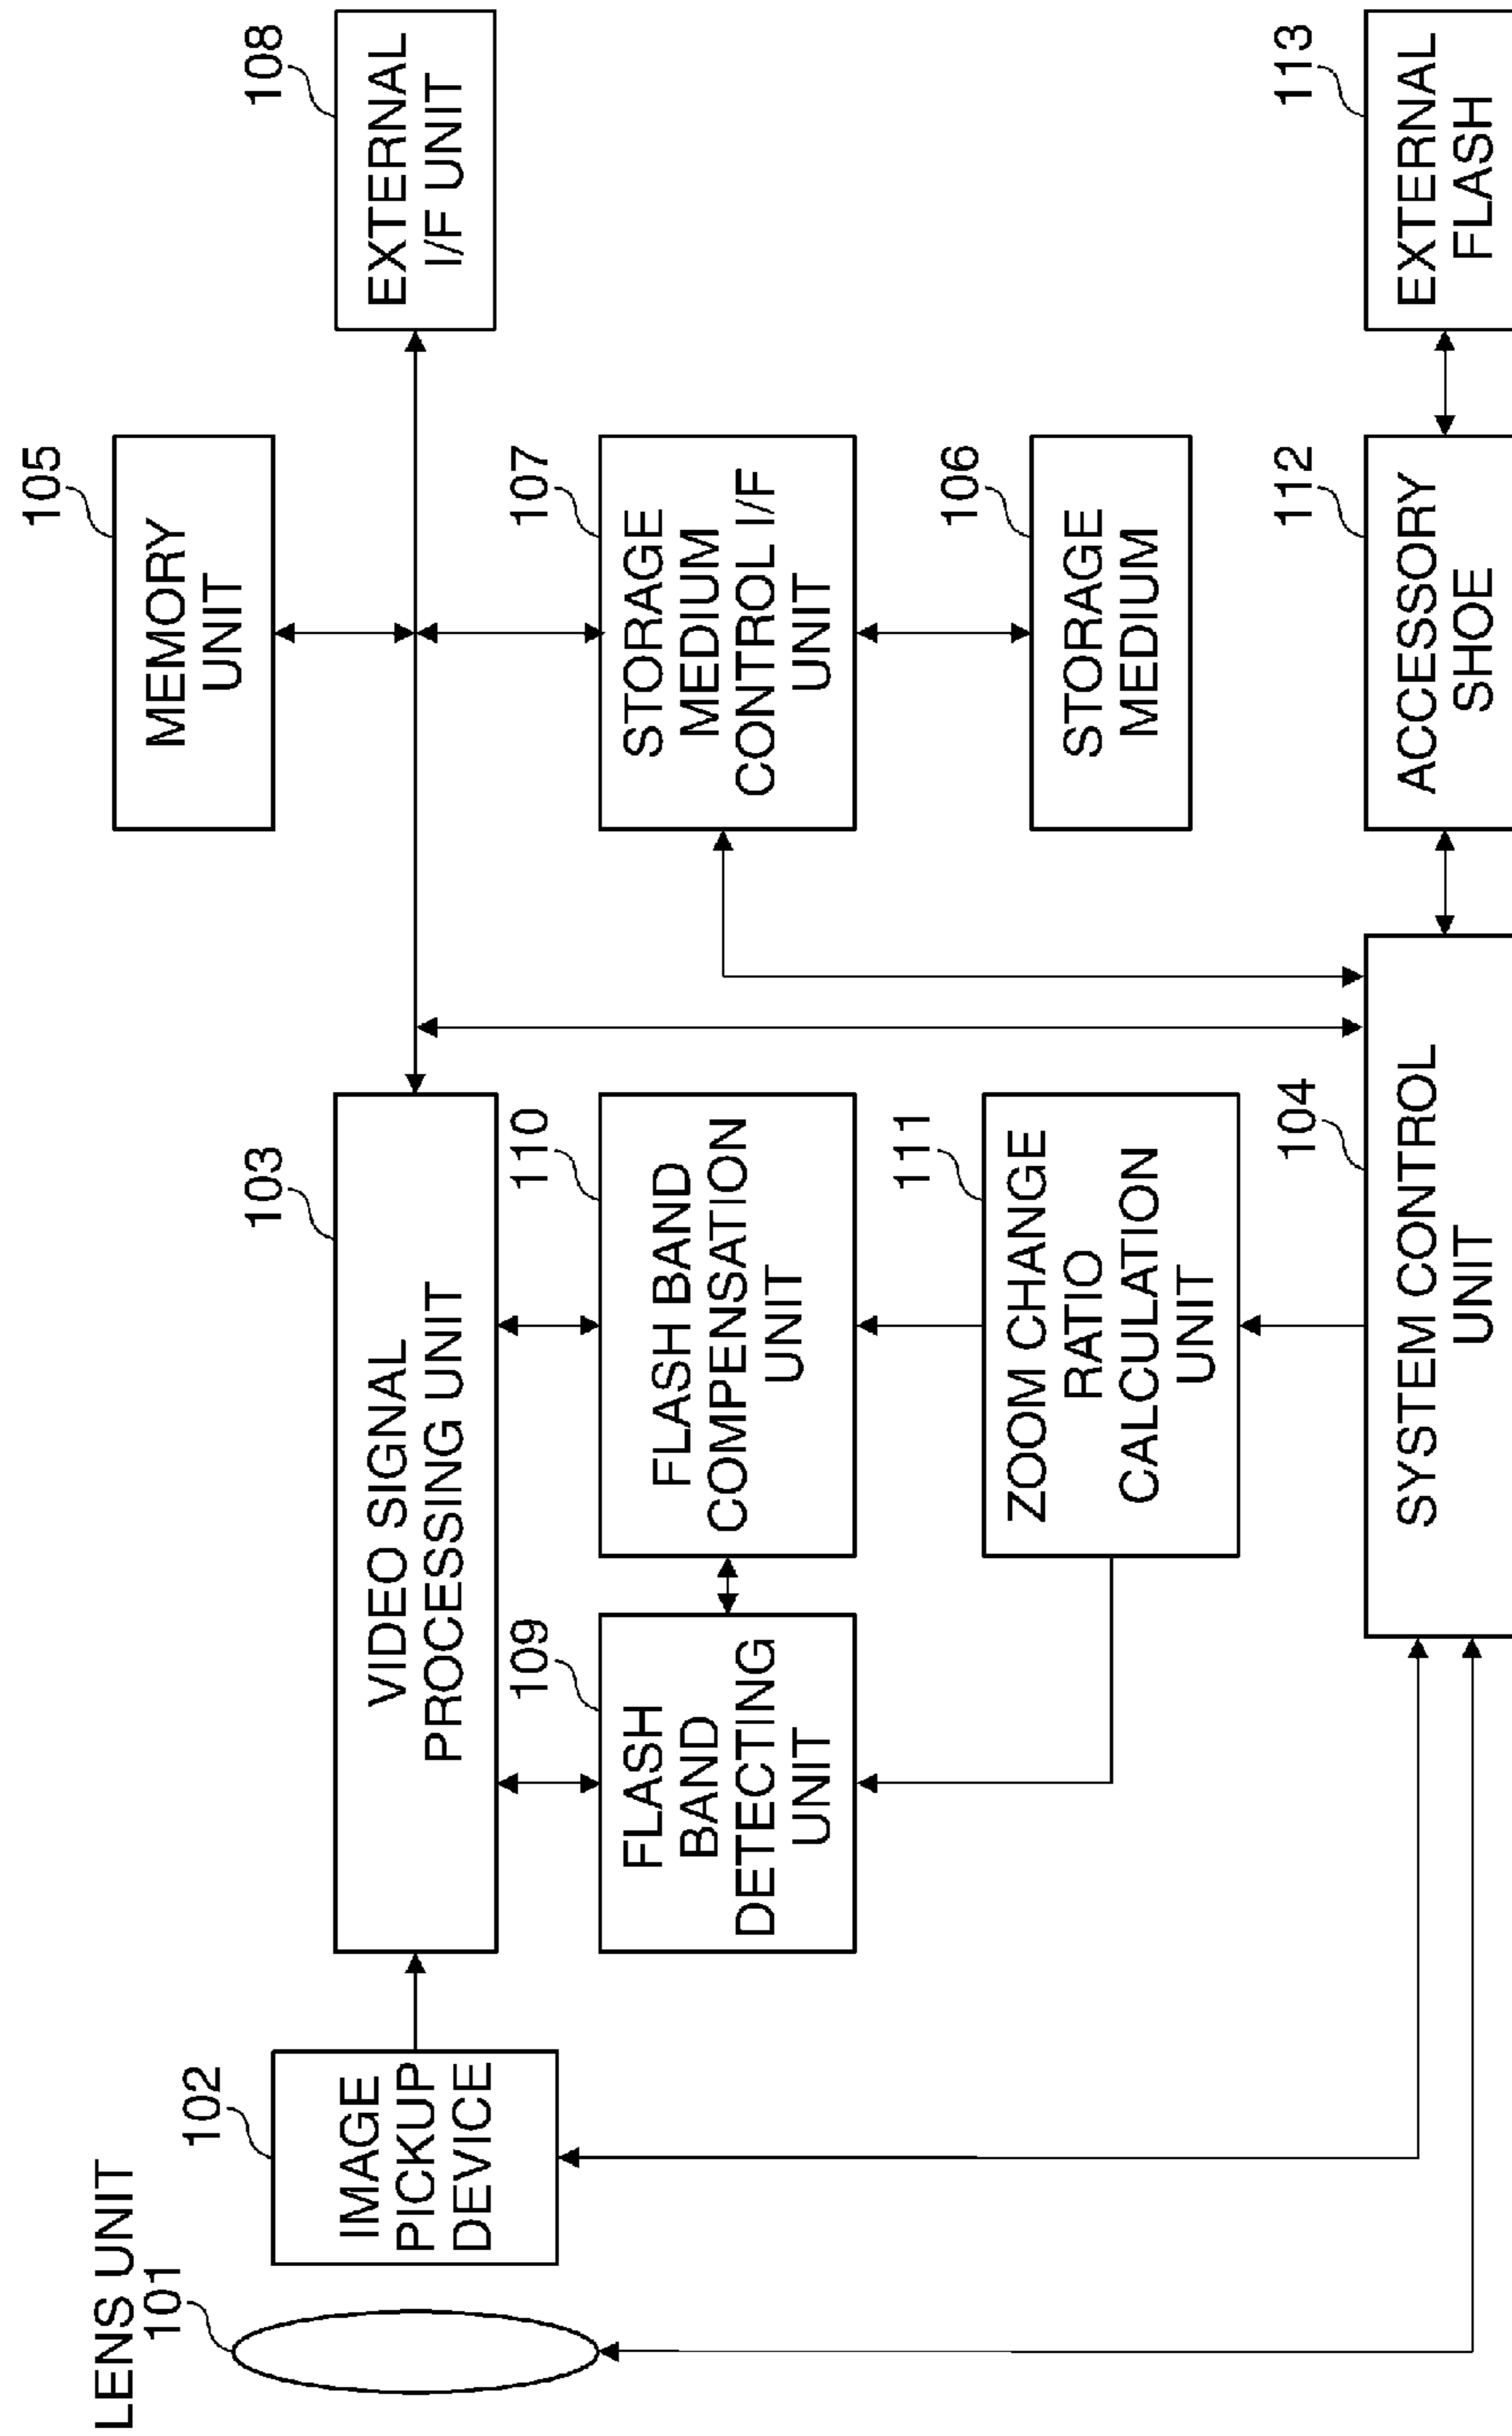 LENS UNIT
101
102
IMAGE
PICKUP
DEVICE
103
VIDEO SIGNAL
PROCESSING UNIT
109
FLASH
BAND
DETECTING
UNIT
110
FLASH BAND
COMPENSATION
UNIT
111
ZOOM CHANGE
RATIO
CALCULATION
UNIT
104
SYSTEM CONTROL
UNIT
105
MEMORY
UNIT
107
STORAGE
MEDIUM
CONTROL I/F
UNIT
106
STORAGE
MEDIUM
112
ACCESSORY
SHOE
108
EXTERNAL
I/F UNIT
113
EXTERNAL
FLASH